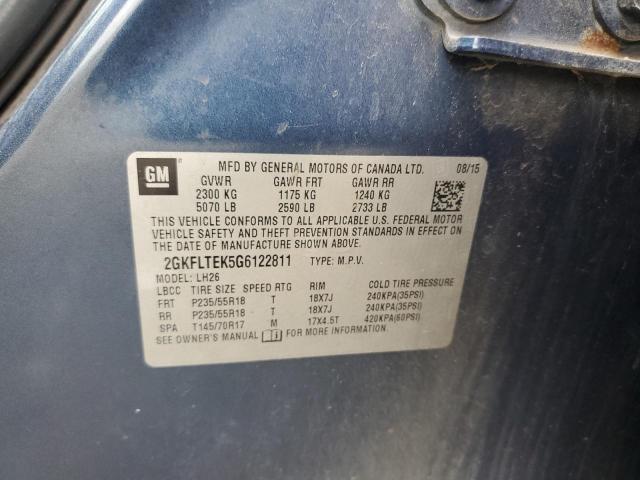 GM MFD BY GENERAL MOTORS OF CANADA LTD. 08/15
GVWR GAWR FRT GAWR RR
2300 KG 1175 KG 1240 KG
5070 LB 2590 LB 2733 LB
THIS VEHICLE CONFORMS TO ALL APPLICABLE U.S. FEDERAL MOTOR
VEHICLE SAFETY AND THEFT PREVENTION STANDARDS IN EFFECT ON
THE DATE OF MANUFACTURE SHOWN ABOVE.
2GKFLTEK5G6122811 TYPE: M.P.V.
MODEL: LH26
LBCC TIRE SIZE SPEED RTG RIM COLD TIRE PRESSURE
FRT P235/55R18 T 18X7J 240KPA(35PSI)
RR P235/55R18 T 18X7J 240KPA(35PSI)
SPA T145/70R17 M 17X4.5T 420KPA(60PSI)
SEE OWNER'S MANUAL FOR MORE INFORMATION.